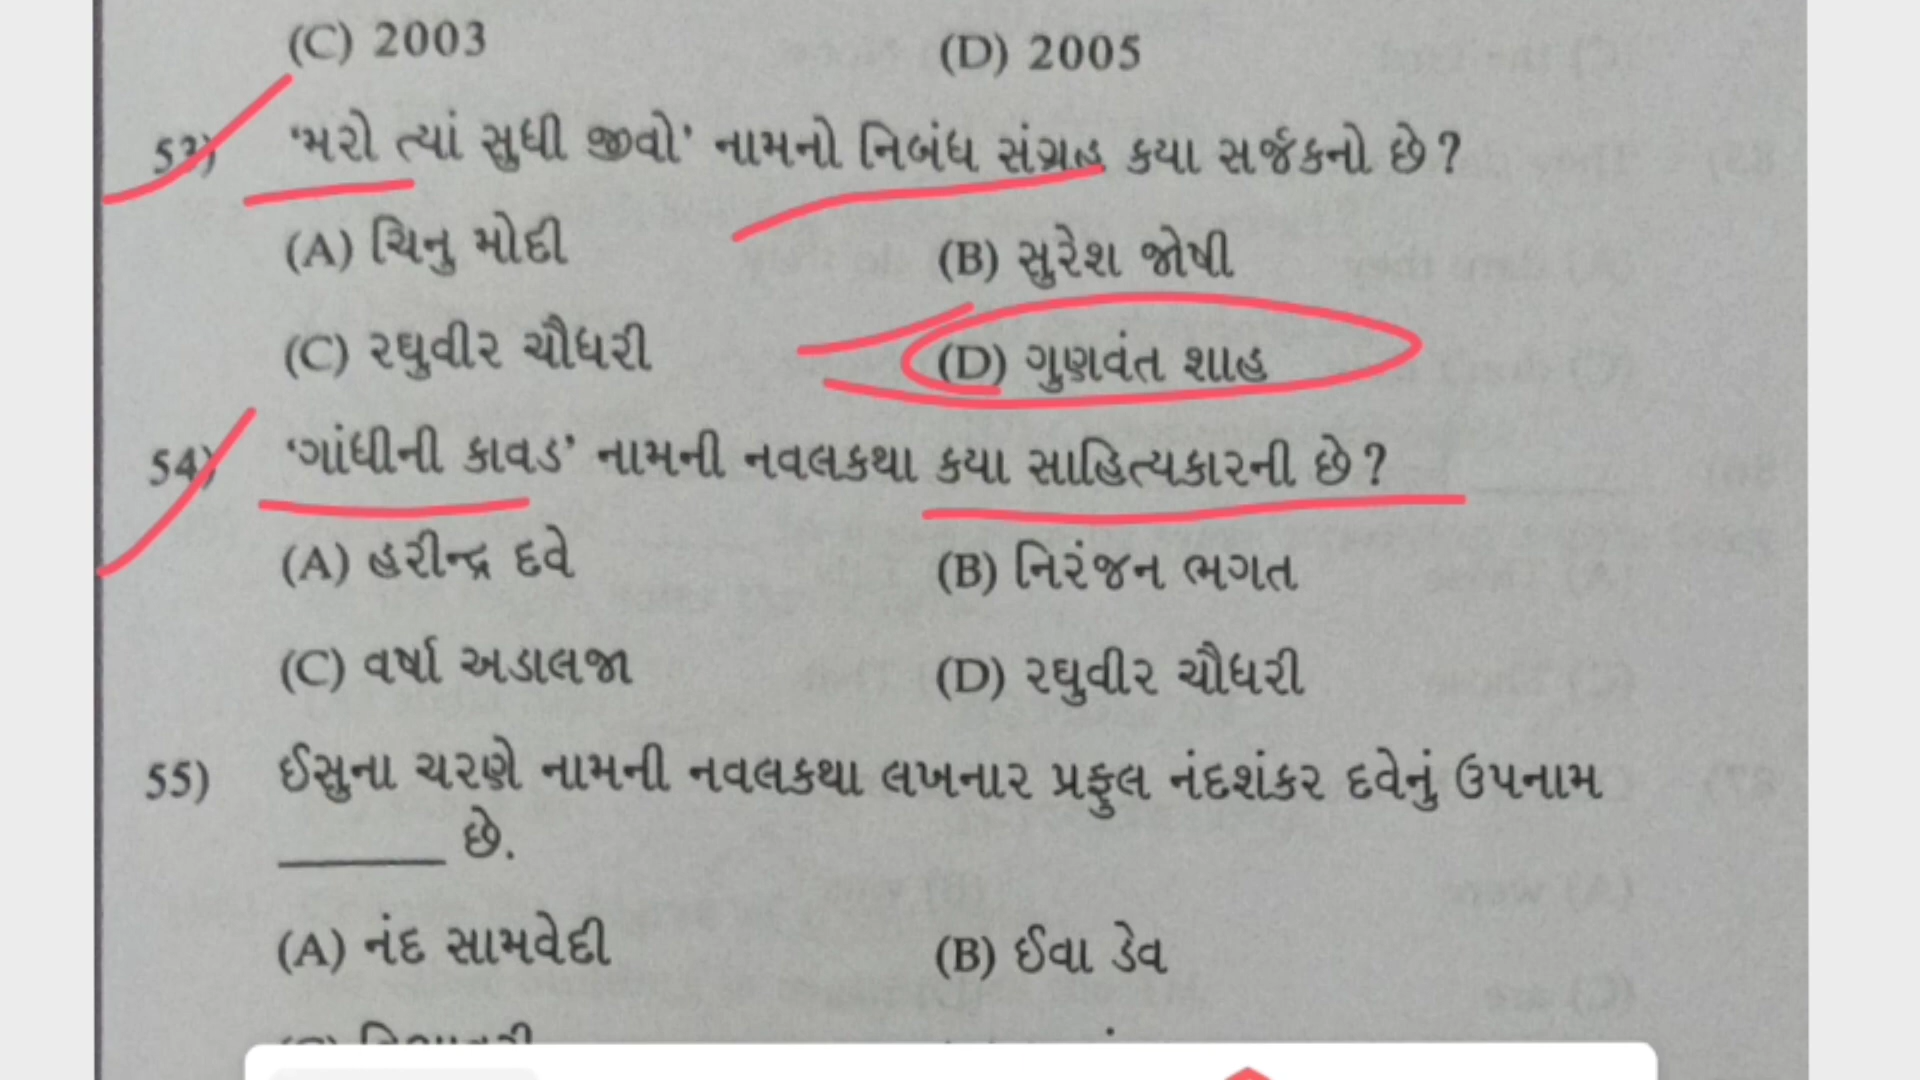 (C) 2003 (D) 2005
53) 'મરો ત્યાં સુધી જીવો' નામનો નિબંધ સંગ્રહ કયા સર્જકનો છે?
(A) ચિનુ મોદી (B) સુરેશ જોષી
(C) રઘુવીર ચૌધરી (D) ગુણવંત શાહ
54) 'ગાંધીની કાવડ' નામની નવલકથા કયા સાહિત્યકારની છે?
(A) હરીન્દ્ર દવે (B) નિરંજન ભગત
(C) વર્ષા અડાલજા (D) રઘુવીર ચૌધરી
55) ઈસુના ચરણે નામની નવલકથા લખનાર પ્રફુલ નંદશંકર દવેનું ઉપનામ
______ છે.
(A) નંદ સામવેદી (B) ઈવા ડેવ